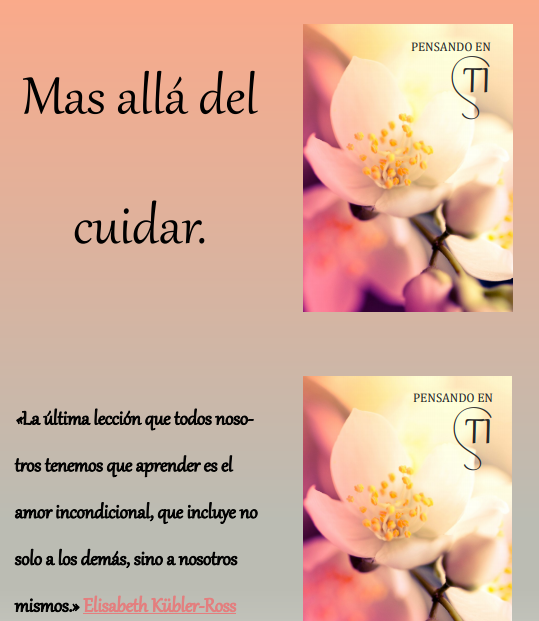 Mas allá del
cuidar.
PENSANDO EN
TI
«La última lección que todos noso-
tros tenemos que aprender es el
amor incondicional, que incluye no
solo a los demás, sino a nosotros
mismos.» Elisabeth Kübler-Ross
PENSANDO EN
TI